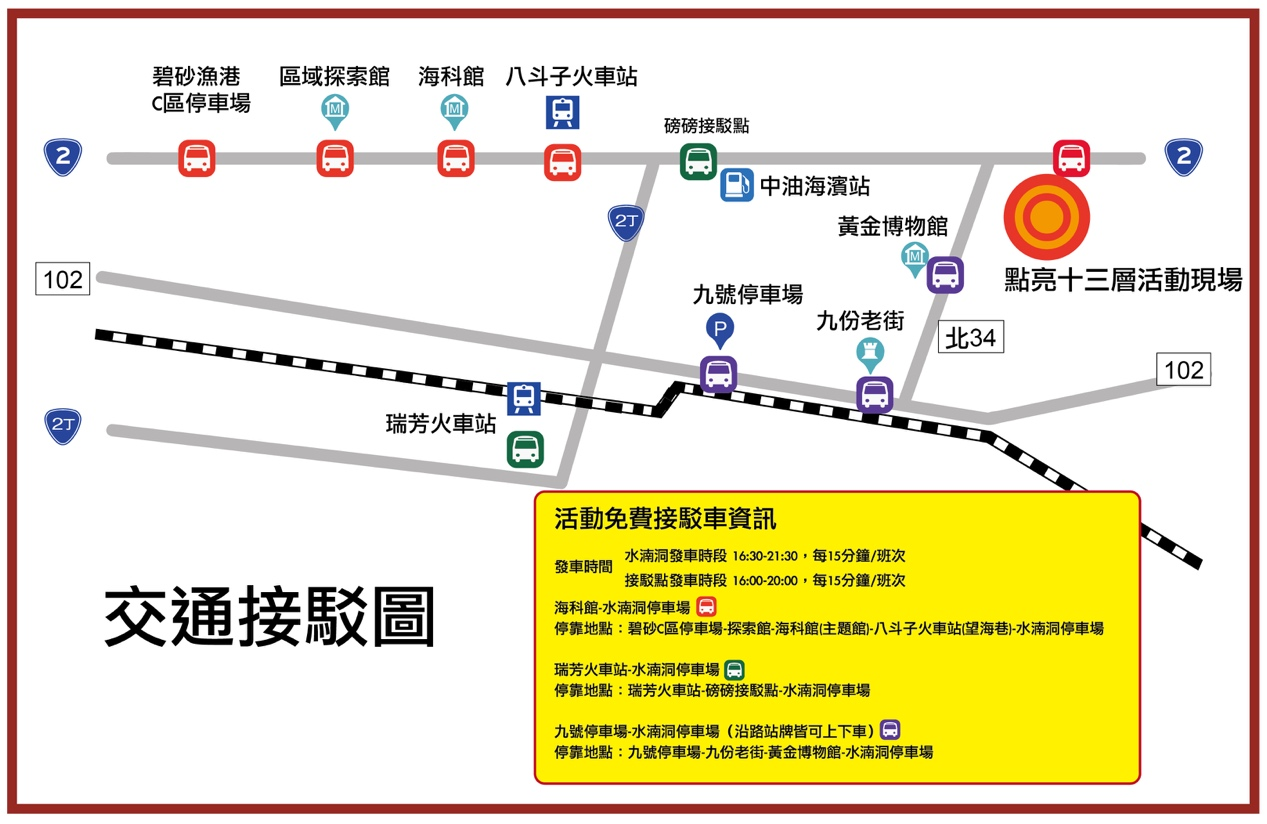 碧砂漁港
C區停車場
區域探索館
海科館
八斗子火車站
M
M
磅磅接駁點
2
2
中油海濱站
2丁
黃金博物館
M
102
點亮十三層活動現場
九號停車場
P
九份老街
北34
102
瑞芳火車站
2丁
交通接駁圖
活動免費接駁車資訊
發車時間
水湳洞發車時段 16:30-21:30，每15分鐘/班次
接駁點發車時段 16:00-20:00，每15分鐘/班次
海科館-水湳洞停車場
停靠地點：碧砂C區停車場-探索館-海科館(主題館)-八斗子火車站(望海巷)-水湳洞停車場
瑞芳火車站-水湳洞停車場
停靠地點：瑞芳火車站-磅磅接駁點-水湳洞停車場
九號停車場-水湳洞停車場（沿路站牌皆可上下車）
停靠地點：九號停車場-九份老街-黃金博物館-水湳洞停車場